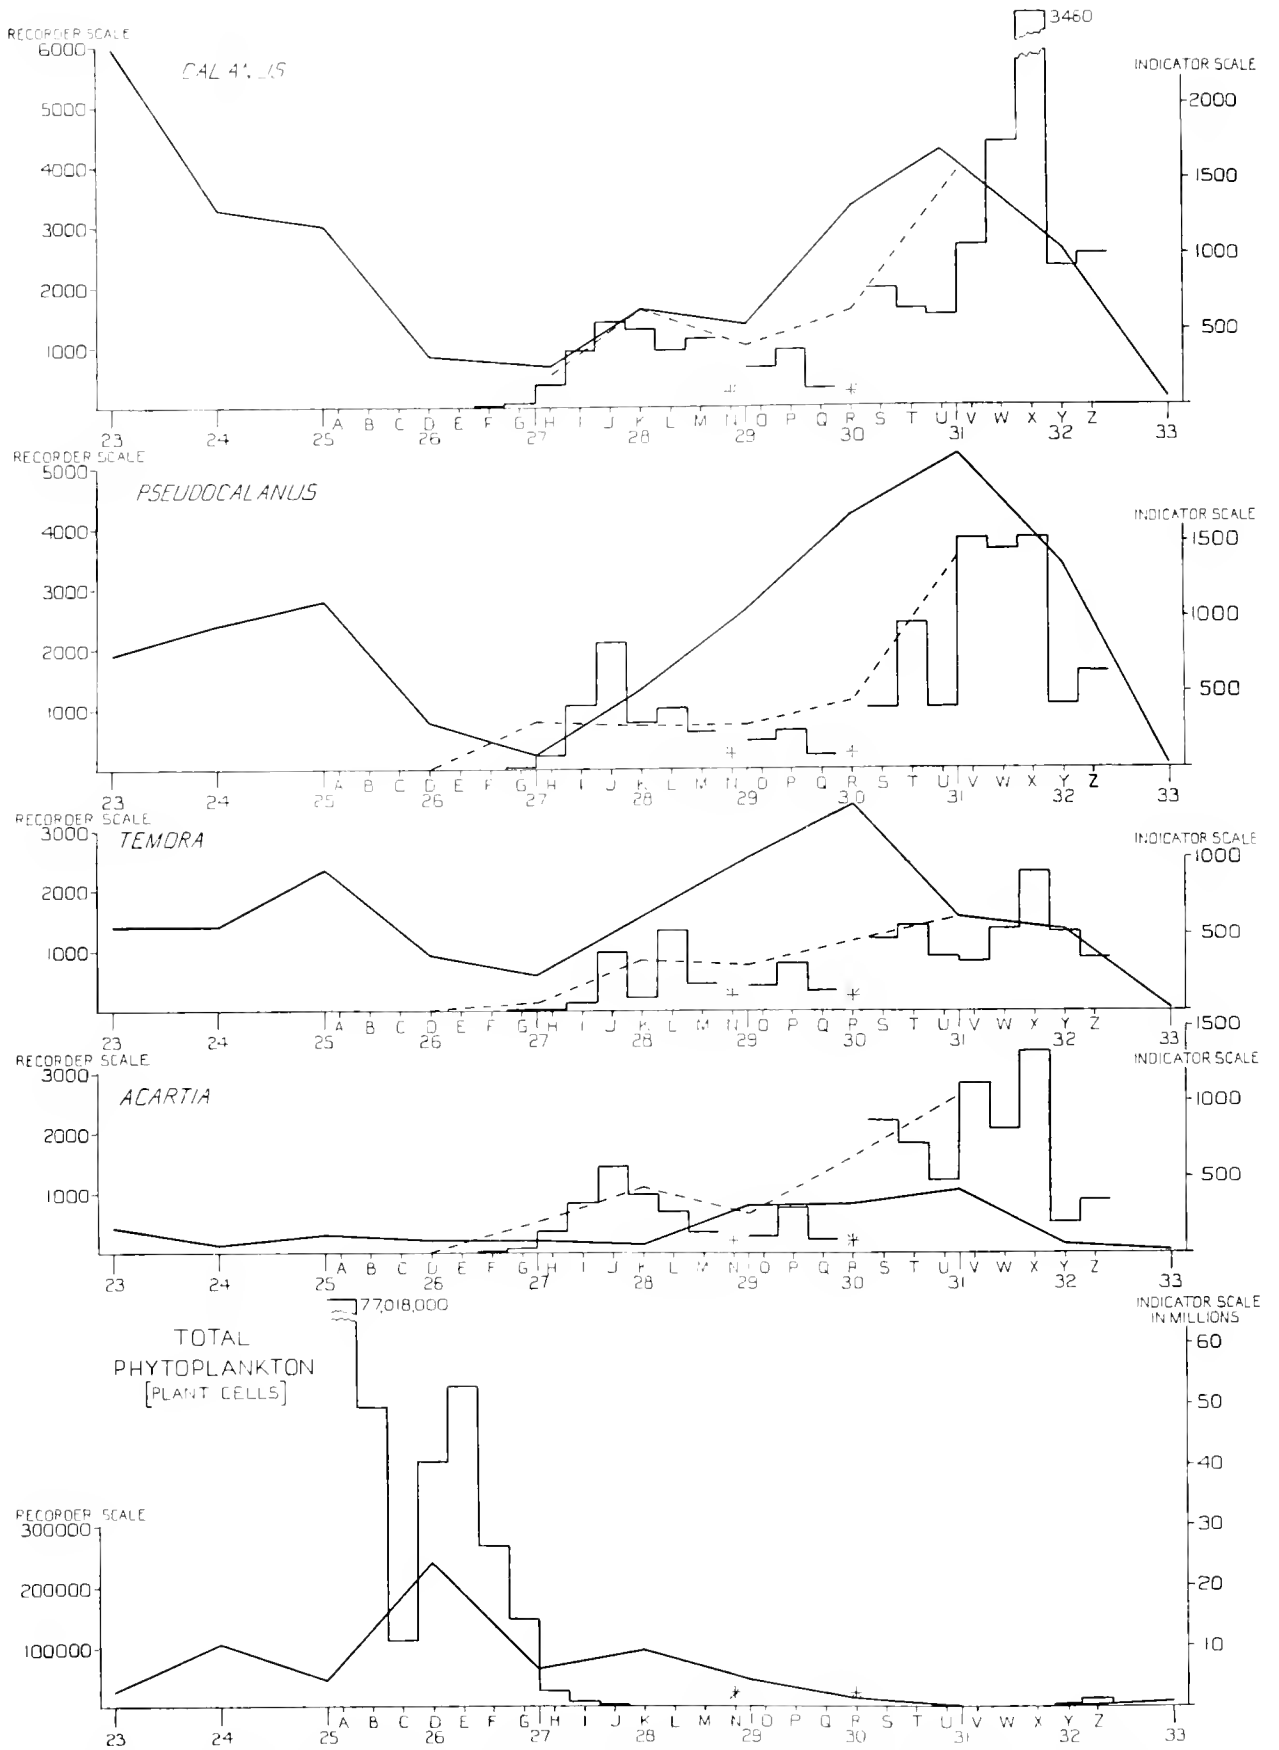 RECORDER SCALE
6000
5000
4000
3000
2000
1000
CALANUS
3460
INDICATOR SCALE
2000
1500
1000
500
A B C D E F G H I J K L M N O P Q R S T U V W X Y Z
23 24 25 26 27 28 29 30 31 32 33
RECORDER SCALE
5000
4000
3000
2000
1000
PSEUDOCALANUS
INDICATOR SCALE
1500
1000
500
A B C D E F G H I J K L M N O P Q R S T U V W X Y Z
23 24 25 26 27 28 29 30 31 32 33
RECORDER SCALE
3000
2000
1000
TEMORA
INDICATOR SCALE
1000
500
A B C D E F G H I J K L M N O P Q R S T U V W X Y Z
23 24 25 26 27 28 29 30 31 32 33
RECORDER SCALE
3000
2000
1000
ACARTIA
1500
INDICATOR SCALE
1000
500
A B C D E F G H I J K L M N O P Q R S T U V W X Y Z
23 24 25 26 27 28 29 30 31 32 33
77,018,000
TOTAL
PHYTOPLANKTON
[PLANT CELLS]
INDICATOR SCALE
IN MILLIONS
60
50
40
30
20
10
RECORDER SCALE
300000
200000
100000
A B C D E F G H I J K L M N O P Q R S T U V W X Y Z
23 24 25 26 27 28 29 30 31 32 33